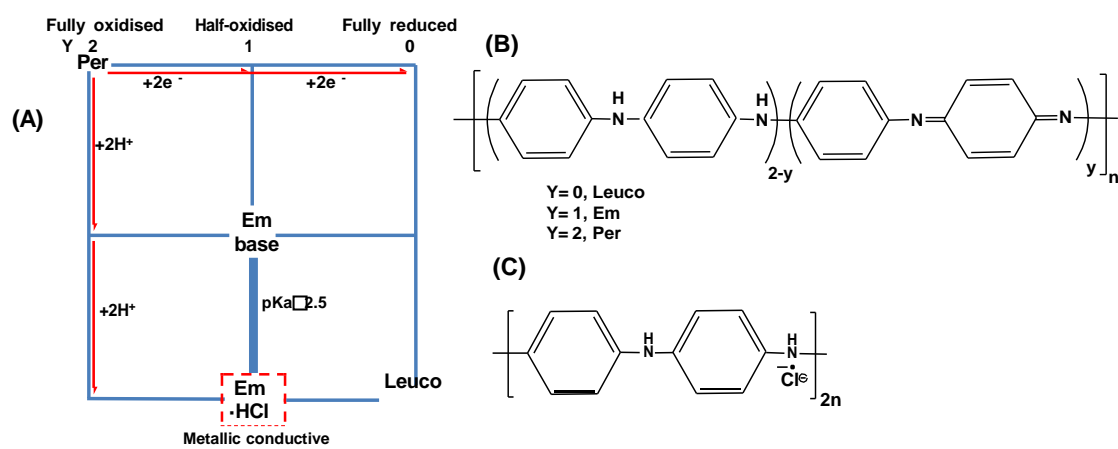 Fully oxidised Half-oxidised Fully reduced
Y 2 1 0
Per
+2e - +2e -
(A)
+2H+
Em
base
+2H+
pKa□2.5
Em
·HCl
Leuco
Metallic conductive
(B)
H H
N N N N
2-y y n
Y= 0, Leuco
Y= 1, Em
Y= 2, Per
(C)
H H
N N
Cl⊖
2n